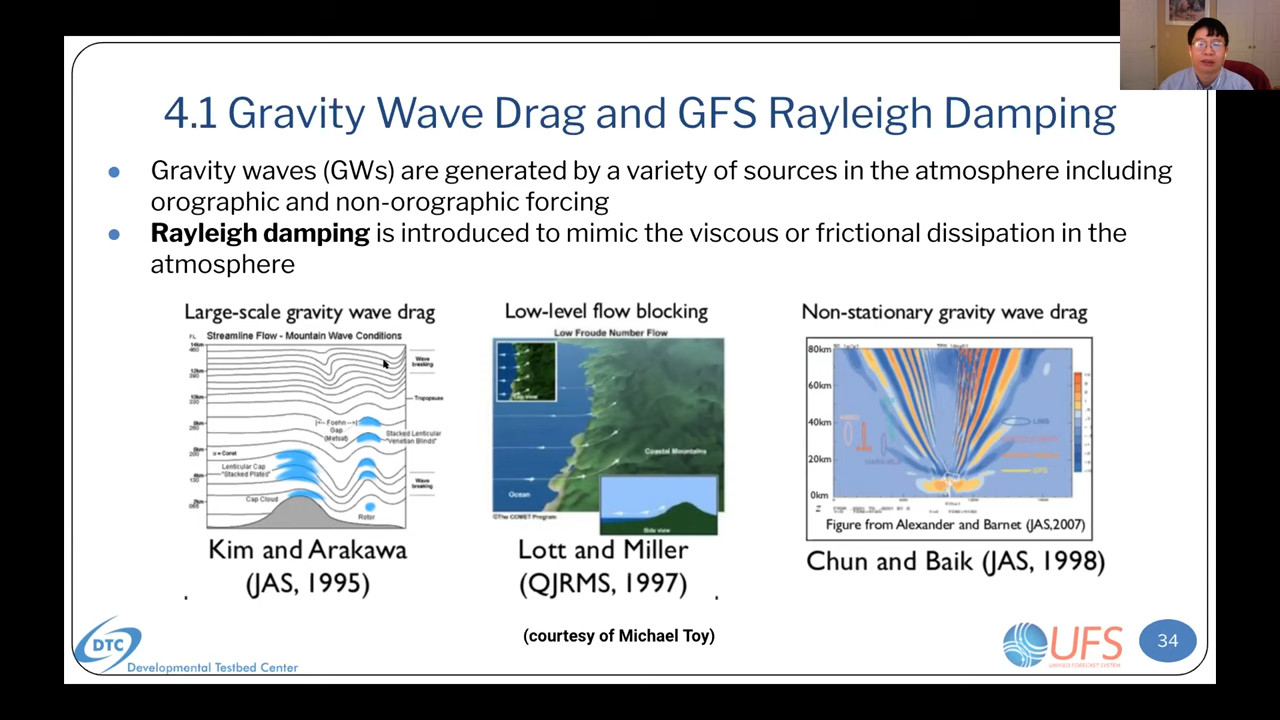 4.1 Gravity Wave Drag and GFS Rayleigh Damping
Gravity waves (GWs) are generated by a variety of sources in the atmosphere including
orographic and non-orographic forcing
Rayleigh damping is introduced to mimic the viscous or frictional dissipation in the
atmosphere
Large-scale gravity wave drag
Streamline Flow - Mountain Wave Conditions
Wave
breaking
Tropopause
|<-- Foehn -->|
Gap
(Metsat)
Stacked Lenticular
"Venetian Blinds"
Lenticular Cap
"Stacked Plates"
Cap Cloud
Wave
breaking
Rotor
Kim and Arakawa
(JAS, 1995)
Low-level flow blocking
Low Froude Number Flow
Coastal Mountains
Ocean
©The COMET Program
Side view
Lott and Miller
(QJRMS, 1997)
Non-stationary gravity wave drag
80km
60km
40km
20km
0km
Figure from Alexander and Barnet (JAS,2007)
Chun and Baik (JAS, 1998)
(courtesy of Michael Toy)
DTC
Developmental Testbed Center
UFS
UNIFIED FORECAST SYSTEM
34